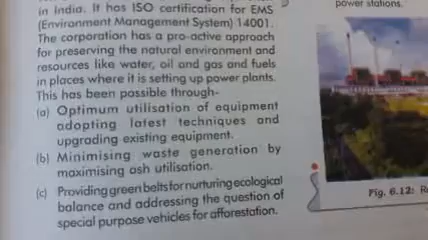 in India. It has ISO certification for EMS
(Environment Management System) 14001.
The corporation has a pro-active approach
for preserving the natural environment and
resources like water, oil and gas and fuels
in places where it is setting up power plants.
This has been possible through-
(a) Optimum utilisation of equipment
adopting latest techniques and
upgrading existing equipment.
(b) Minimising waste generation by
maximising ash utilisation.
(c) Providing green belts for nurturing ecological
balance and addressing the question of
special purpose vehicles for afforestation.
power stations.
Fig. 6.12: